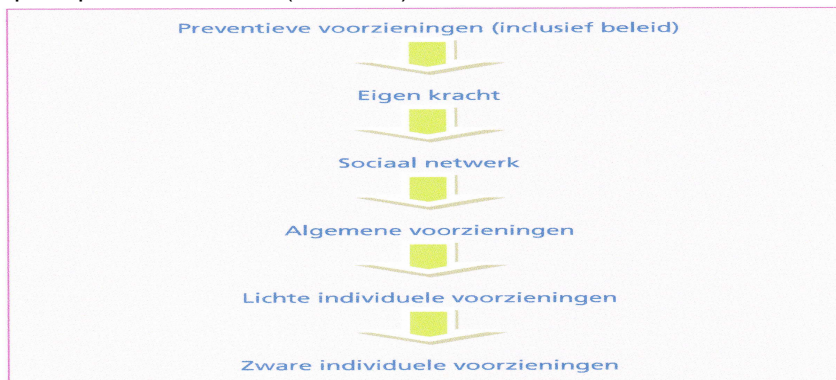 Preventieve voorzieningen (inclusief beleid)
Eigen kracht
Sociaal netwerk
Algemene voorzieningen
Lichte individuele voorzieningen
Zware individuele voorzieningen